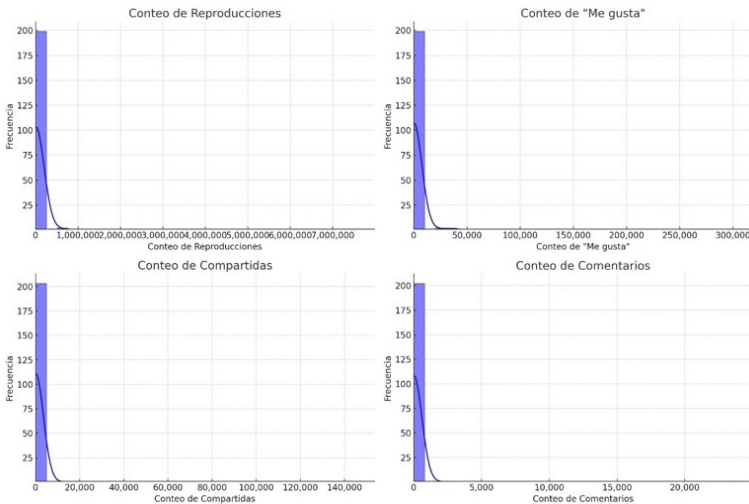 Conteo de Reproducciones
200
175
150
125
100
75
50
25
Frecuencia
0 1,000,0002,000,0003,000,0004,000,0005,000,0006,000,0007,000,000
Conteo de Reproducciones
Conteo de "Me gusta"
200
175
150
125
100
75
50
25
Frecuencia
0 50,000 100,000 150,000 200,000 250,000 300,000
Conteo de "Me gusta"
Conteo de Compartidas
200
175
150
125
100
75
50
25
Frecuencia
0 20,000 40,000 60,000 80,000 100,000 120,000 140,000
Conteo de Compartidas
Conteo de Comentarios
200
175
150
125
100
75
50
25
Frecuencia
0 5,000 10,000 15,000 20,000
Conteo de Comentarios